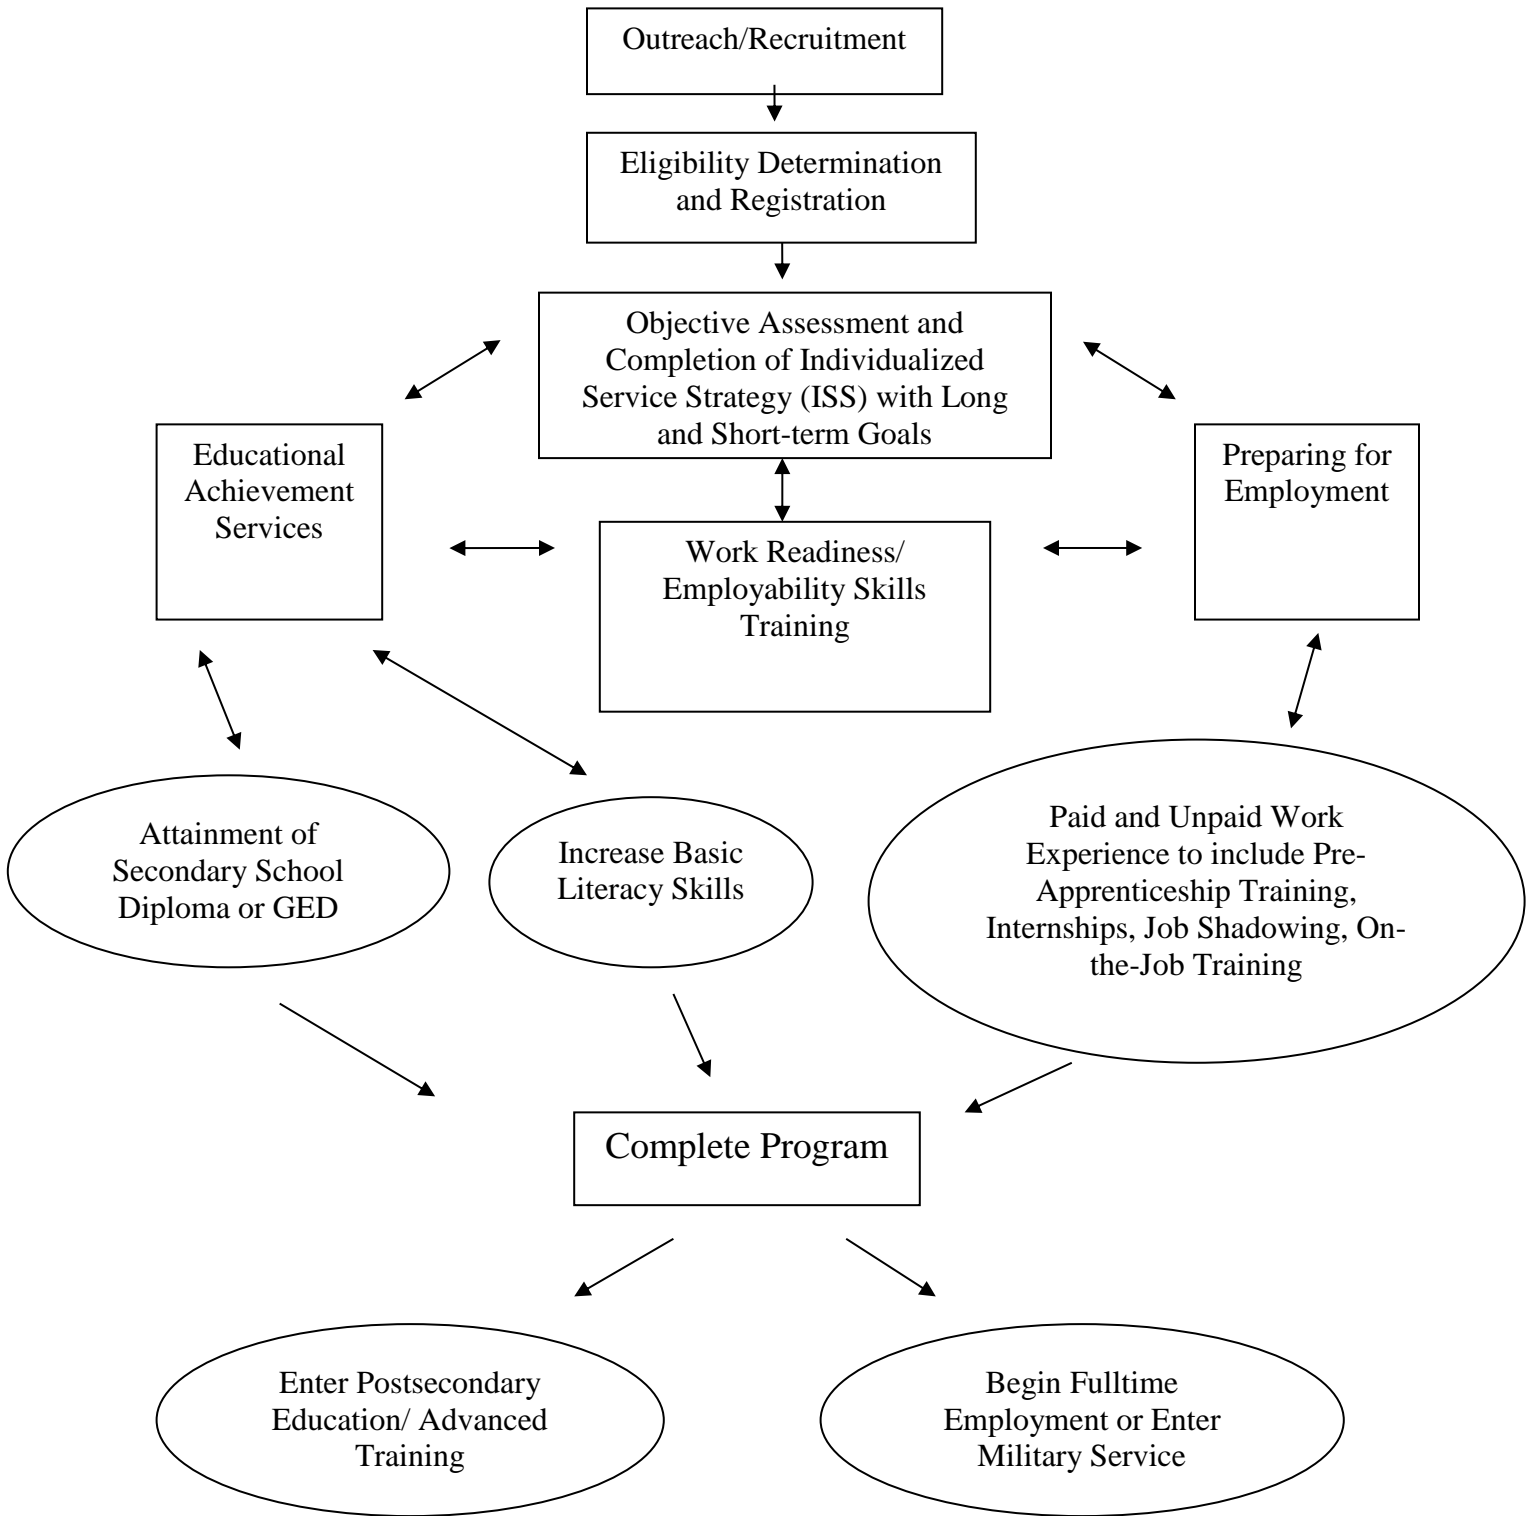 Outreach/Recruitment
Eligibility Determination
and Registration
Objective Assessment and
Completion of Individualized
Service Strategy (ISS) with Long
and Short-term Goals
Educational
Achievement
Services
Work Readiness/
Employability Skills
Training
Preparing for
Employment
Attainment of
Secondary School
Diploma or GED
Increase Basic
Literacy Skills
Paid and Unpaid Work
Experience to include Pre-
Apprenticeship Training,
Internships, Job Shadowing, On-
the-Job Training
Complete Program
Enter Postsecondary
Education/ Advanced
Training
Begin Fulltime
Employment or Enter
Military Service